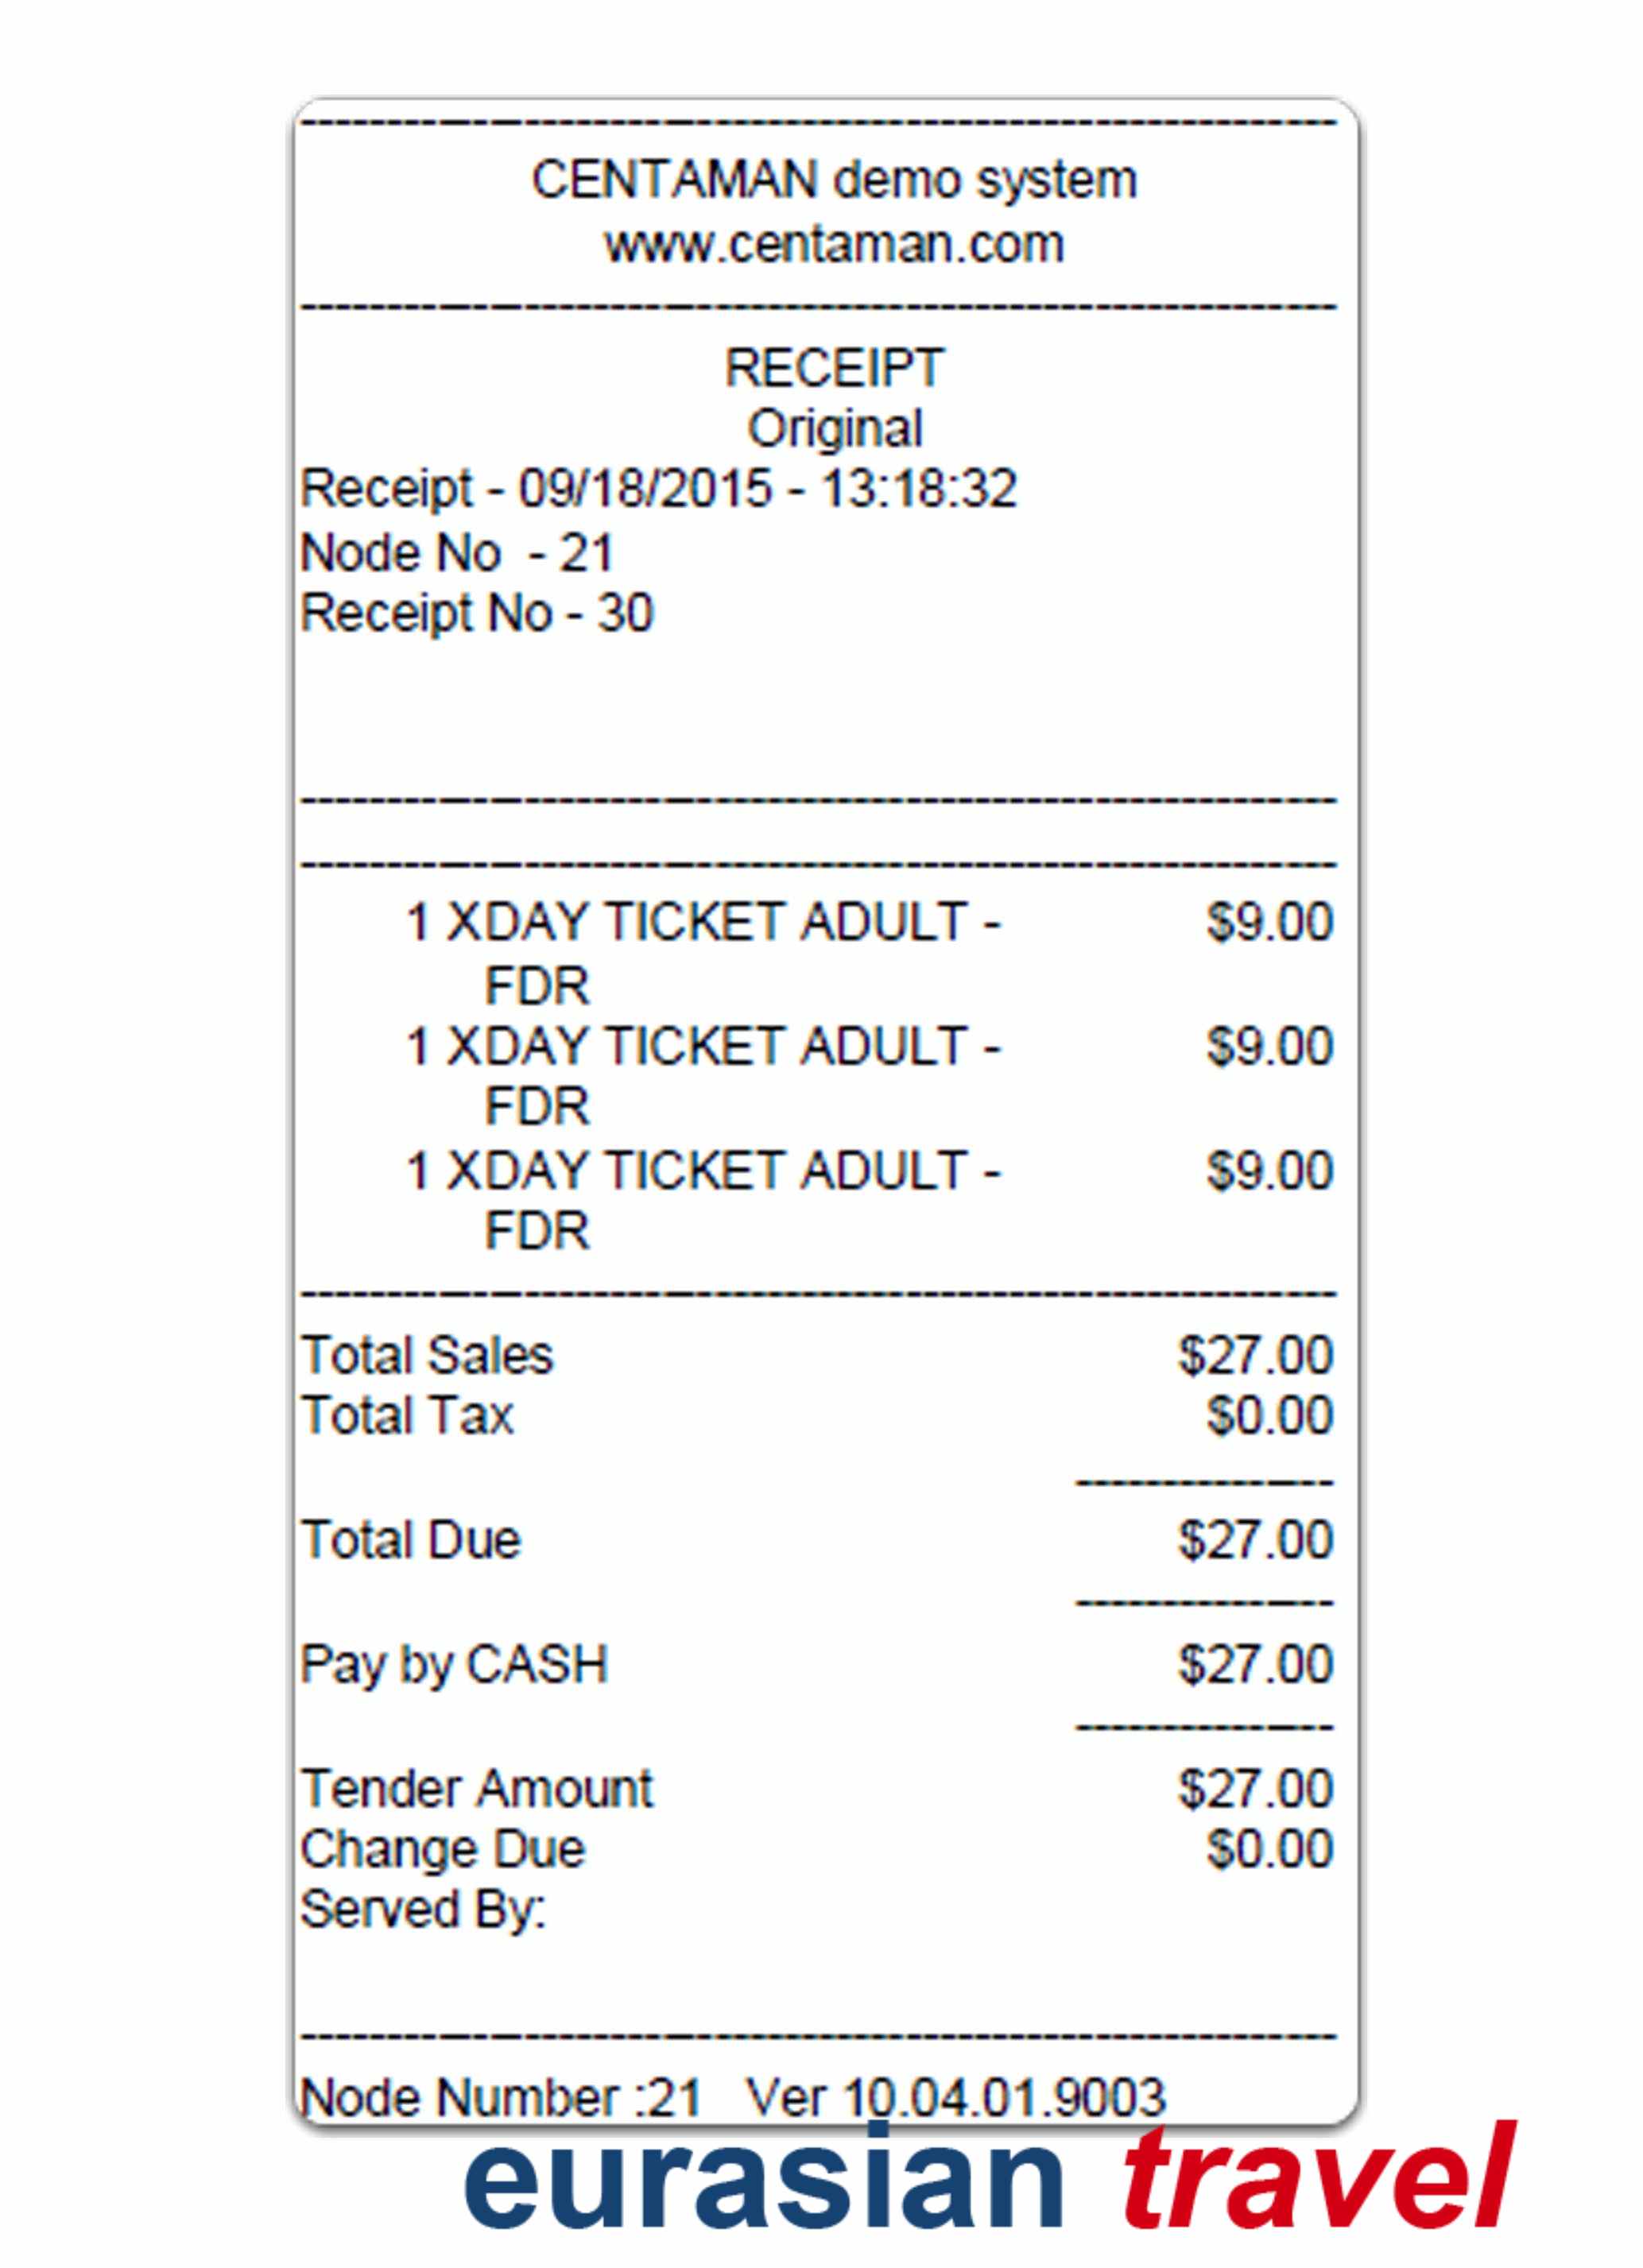 CENTAMAN demo system
www.centaman.com
RECEIPT
Original
Receipt - 09/18/2015 - 13:18:32
Node No - 21
Receipt No - 30
1 XDAY TICKET ADULT - $9.00
FDR
1 XDAY TICKET ADULT - $9.00
FDR
1 XDAY TICKET ADULT - $9.00
FDR
Total Sales $27.00
Total Tax $0.00
Total Due $27.00
Pay by CASH $27.00
Tender Amount $27.00
Change Due $0.00
Served By:
Node Number :21 Ver 10.04.01.9003
eurasian travel